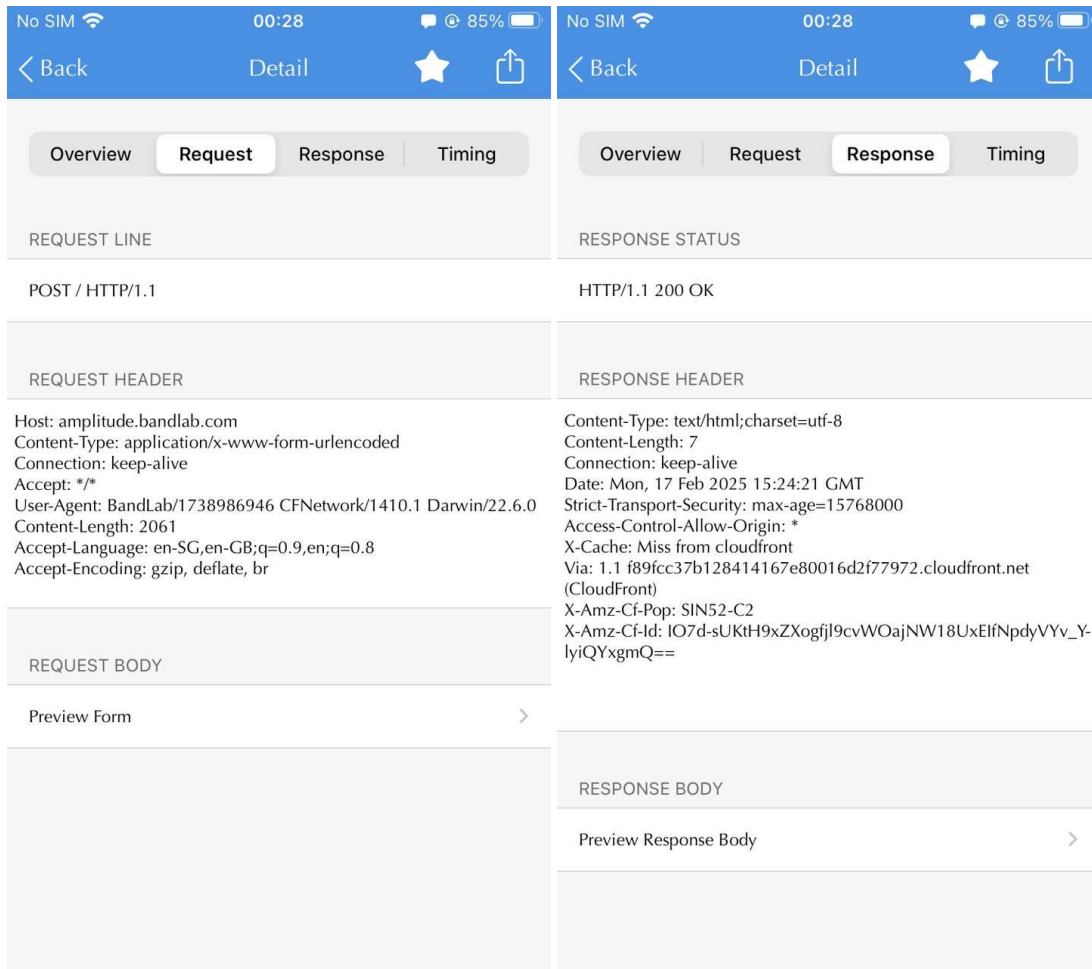 No SIM 00:28 85%
Back Detail
Overview Request Response Timing
REQUEST LINE
POST / HTTP/1.1
REQUEST HEADER
Host: amplitude.bandlab.com
Content-Type: application/x-www-form-urlencoded
Connection: keep-alive
Accept: */*
User-Agent: BandLab/1738986946 CFNetwork/1410.1 Darwin/22.6.0
Content-Length: 2061
Accept-Language: en-SG,en-GB;q=0.9,en;q=0.8
Accept-Encoding: gzip, deflate, br
REQUEST BODY
Preview Form
No SIM 00:28 85%
Back Detail
Overview Request Response Timing
RESPONSE STATUS
HTTP/1.1 200 OK
RESPONSE HEADER
Content-Type: text/html;charset=utf-8
Content-Length: 7
Connection: keep-alive
Date: Mon, 17 Feb 2025 15:24:21 GMT
Strict-Transport-Security: max-age=15768000
Access-Control-Allow-Origin: *
X-Cache: Miss from cloudfront
Via: 1.1 f89fcc37b128414167e80016d2f77972.cloudfront.net
(CloudFront)
X-Amz-Cf-Pop: SIN52-C2
X-Amz-Cf-Id: IO7d-sUKtH9xZXogfjl9cvWOajNW18UxEIfNpdyVYv_Y-
lyiQYxgmQ==
RESPONSE BODY
Preview Response Body